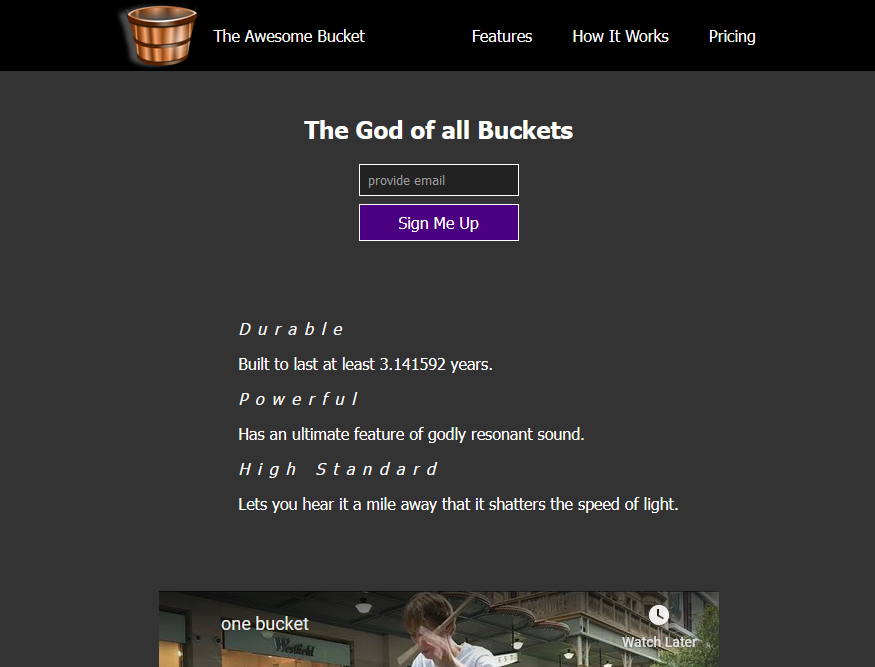 The Awesome Bucket Features How It Works Pricing
The God of all Buckets
provide email
Sign Me Up
Durable
Built to last at least 3.141592 years.
Powerful
Has an ultimate feature of godly resonant sound.
High Standard
Lets you hear it a mile away that it shatters the speed of light.
one bucket
Watch Later
Westfield